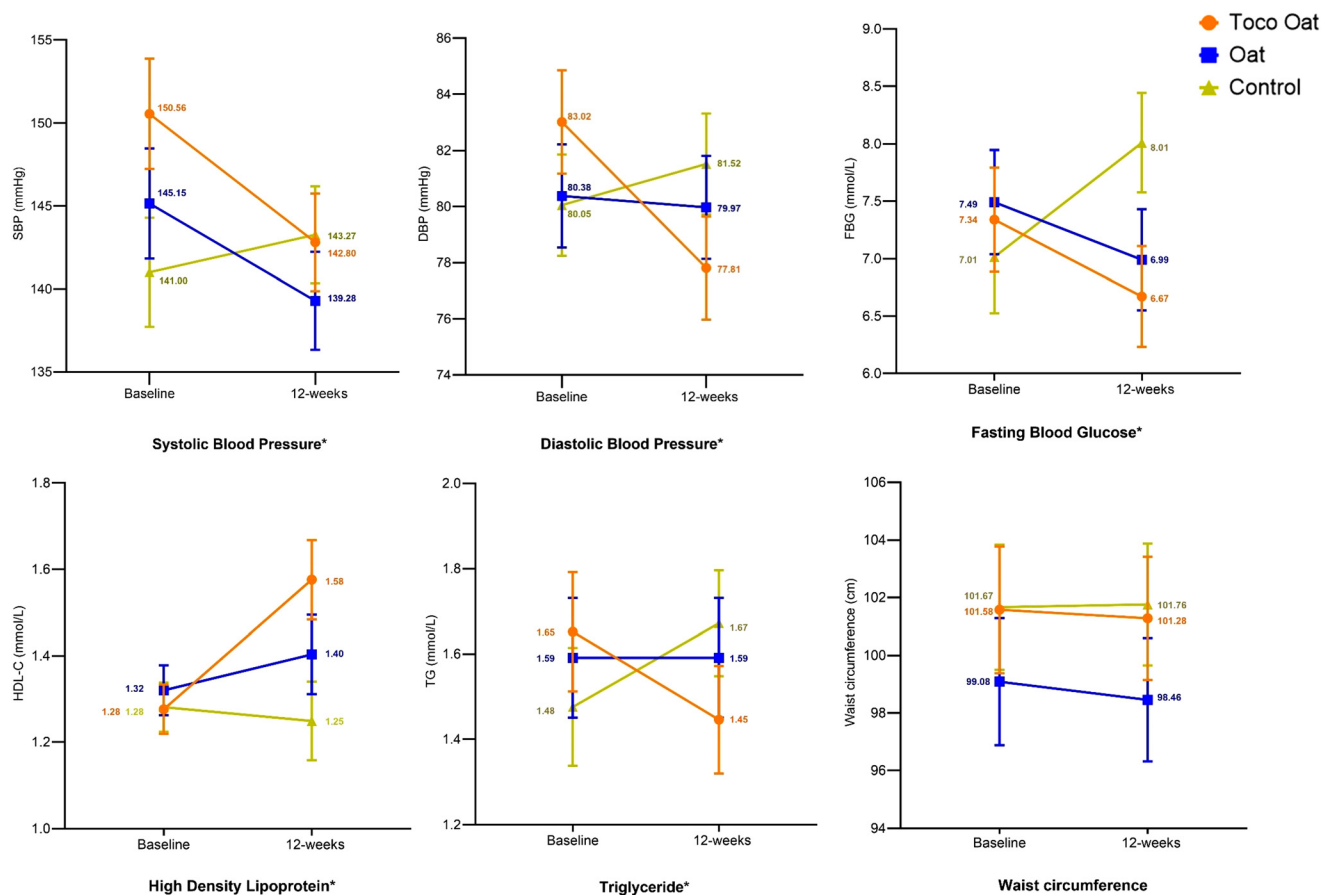 Toco Oat
Oat
Control
155
150
145
140
135
SBP (mmHg)
150.56
145.15
141.00
143.27
142.80
139.28
Baseline
12-weeks
Systolic Blood Pressure*
86
84
82
80
78
76
74
DBP (mmHg)
83.02
80.38
80.05
81.52
79.97
77.81
Baseline
12-weeks
Diastolic Blood Pressure*
9.0
8.5
8.0
7.5
7.0
6.5
6.0
FBG (mmol/L)
7.49
7.34
7.01
8.01
6.99
6.67
Baseline
12-weeks
Fasting Blood Glucose*
1.8
1.6
1.4
1.2
1.0
HDL-C (mmol/L)
1.32
1.28 1.28
1.58
1.40
1.25
Baseline
12-weeks
High Density Lipoprotein*
2.0
1.8
1.6
1.4
1.2
TG (mmol/L)
1.65
1.59
1.48
1.67
1.59
1.45
Baseline
12-weeks
Triglyceride*
106
104
102
100
98
96
94
Waist circumference (cm)
101.67
101.58
99.08
101.76
101.28
98.46
Baseline
12-weeks
Waist circumference